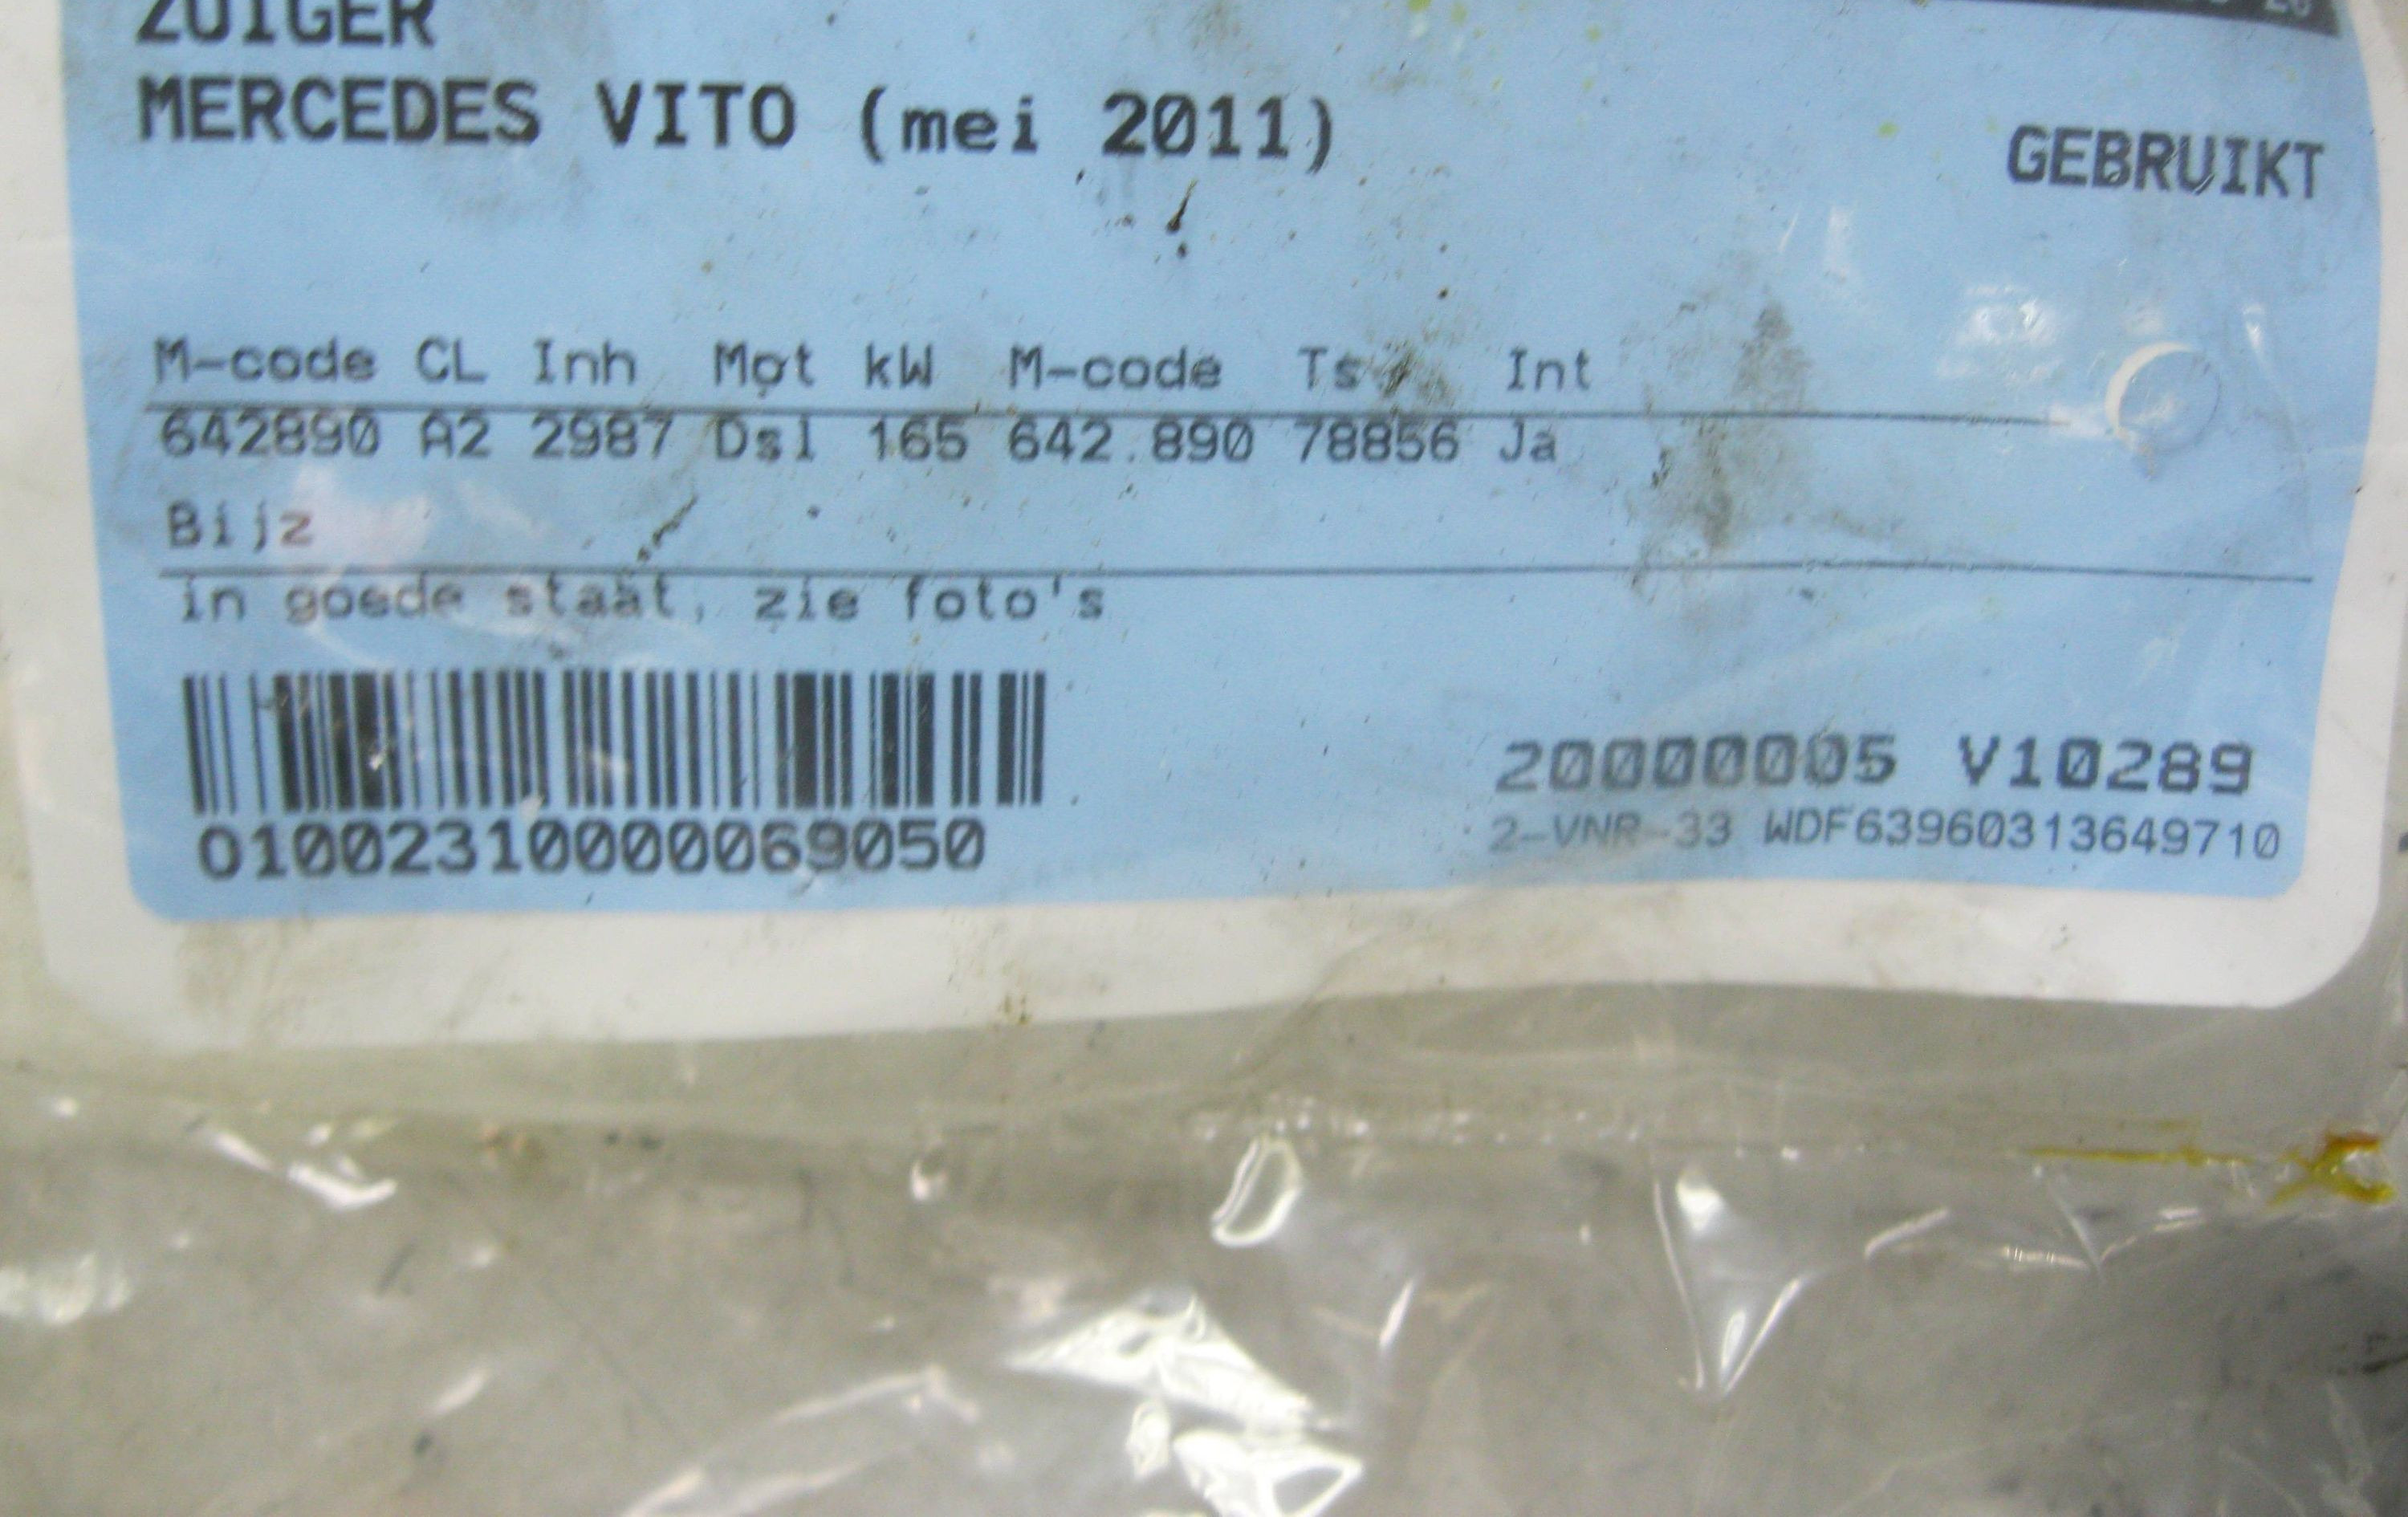 ZUIGER
MERCEDES VITO (mei 2011)
GEBRUIKT
M-code CL Inh Mot kW M-code Ts Int
642890 A2 2987 Dsl 165 642.890 78856 Ja
Bijz
in goede staat, zie foto's
01002310000069050
20000005 V10289
2-VNR-33 WDF63960313649710